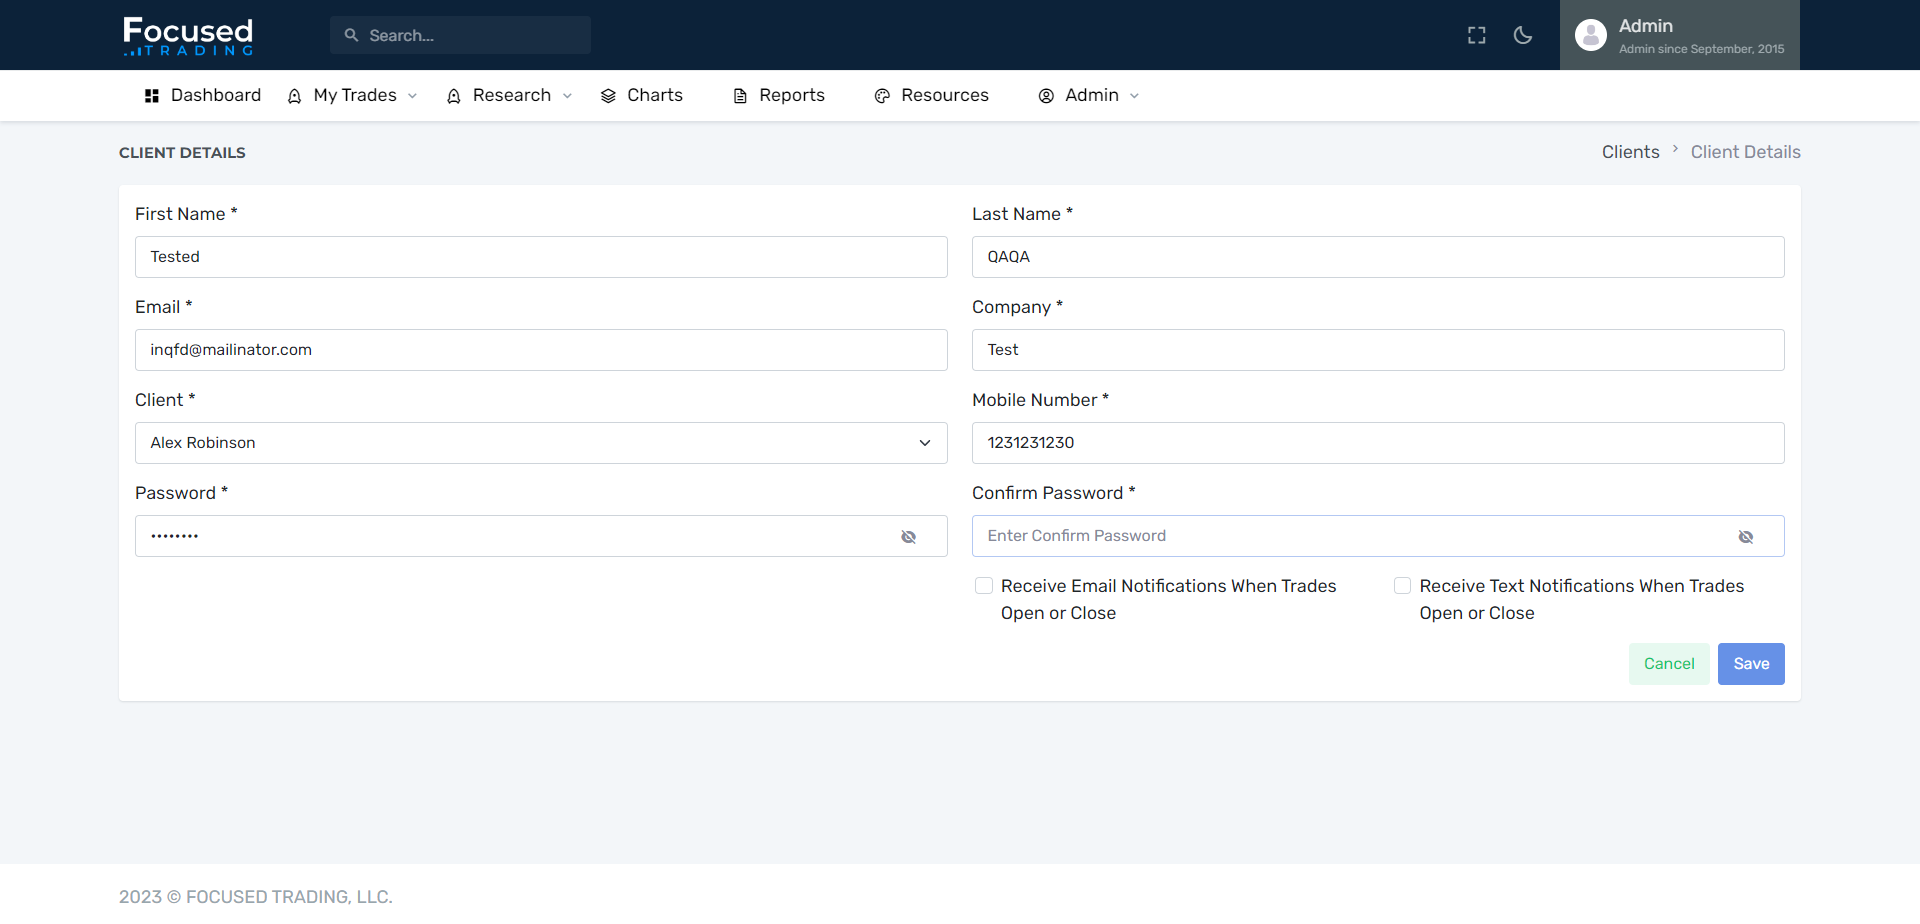 Focused
TRADING
Search...
Admin
Admin since September, 2015
Dashboard
My Trades
Research
Charts
Reports
Resources
Admin
CLIENT DETAILS
Clients > Client Details
First Name *
Last Name *
Tested
QAQA
Email *
Company *
inqfd@mailinator.com
Test
Client *
Mobile Number *
Alex Robinson
1231231230
Password *
Confirm Password *
••••••••
Enter Confirm Password
Receive Email Notifications When Trades
Open or Close
Receive Text Notifications When Trades
Open or Close
Cancel
Save
2023 © FOCUSED TRADING, LLC.